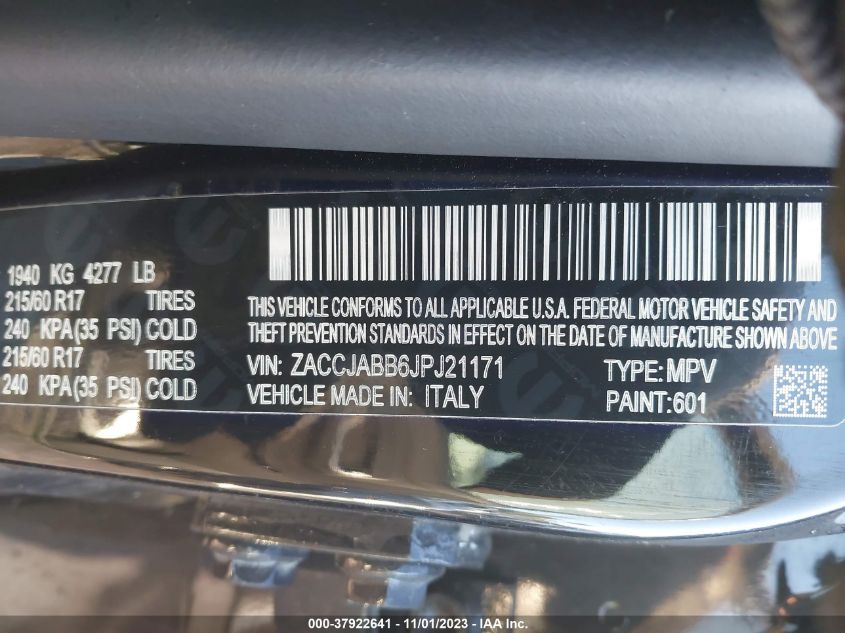 1940 KG 4277 LB
215/60 R17 TIRES
240 KPA(35 PSI) COLD
215/60 R17 TIRES
240 KPA(35 PSI) COLD
THIS VEHICLE CONFORMS TO ALL APPLICABLE U.S.A. FEDERAL MOTOR VEHICLE SAFETY AND
THEFT PREVENTION STANDARDS IN EFFECT ON THE DATE OF MANUFACTURE SHOWN ABOVE
VIN: ZACCJABB6JPJ21171 TYPE:MPV
VEHICLE MADE IN: ITALY PAINT:601
000-37922641 - 11/01/2023 - IAA Inc.